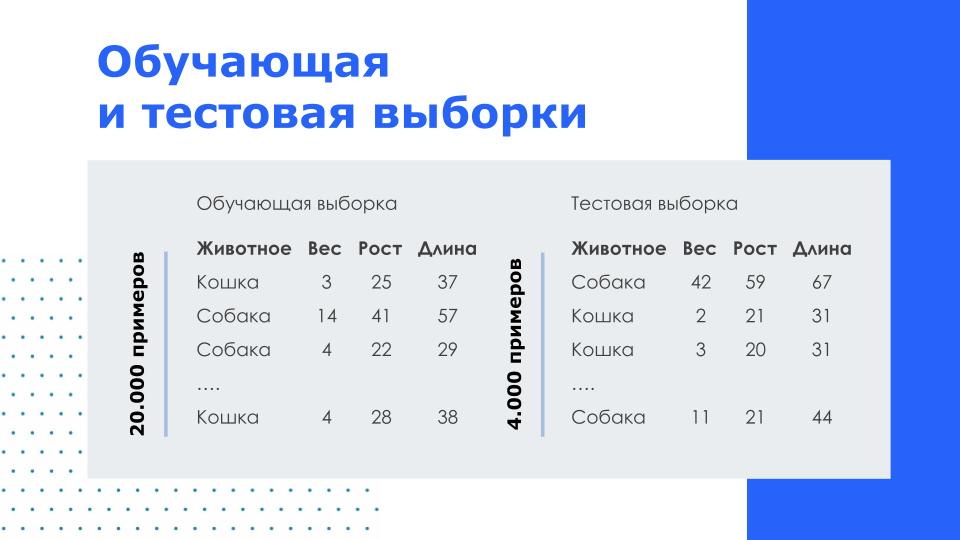 Обучающая
и тестовая выборки
20.000 примеров
Обучающая выборка
Животное Вес Рост Длина
Кошка 3 25 37
Собака 14 41 57
Собака 4 22 29
....
Кошка 4 28 38
4.000 примеров
Тестовая выборка
Животное Вес Рост Длина
Собака 42 59 67
Кошка 2 21 31
Кошка 3 20 31
....
Собака 11 21 44